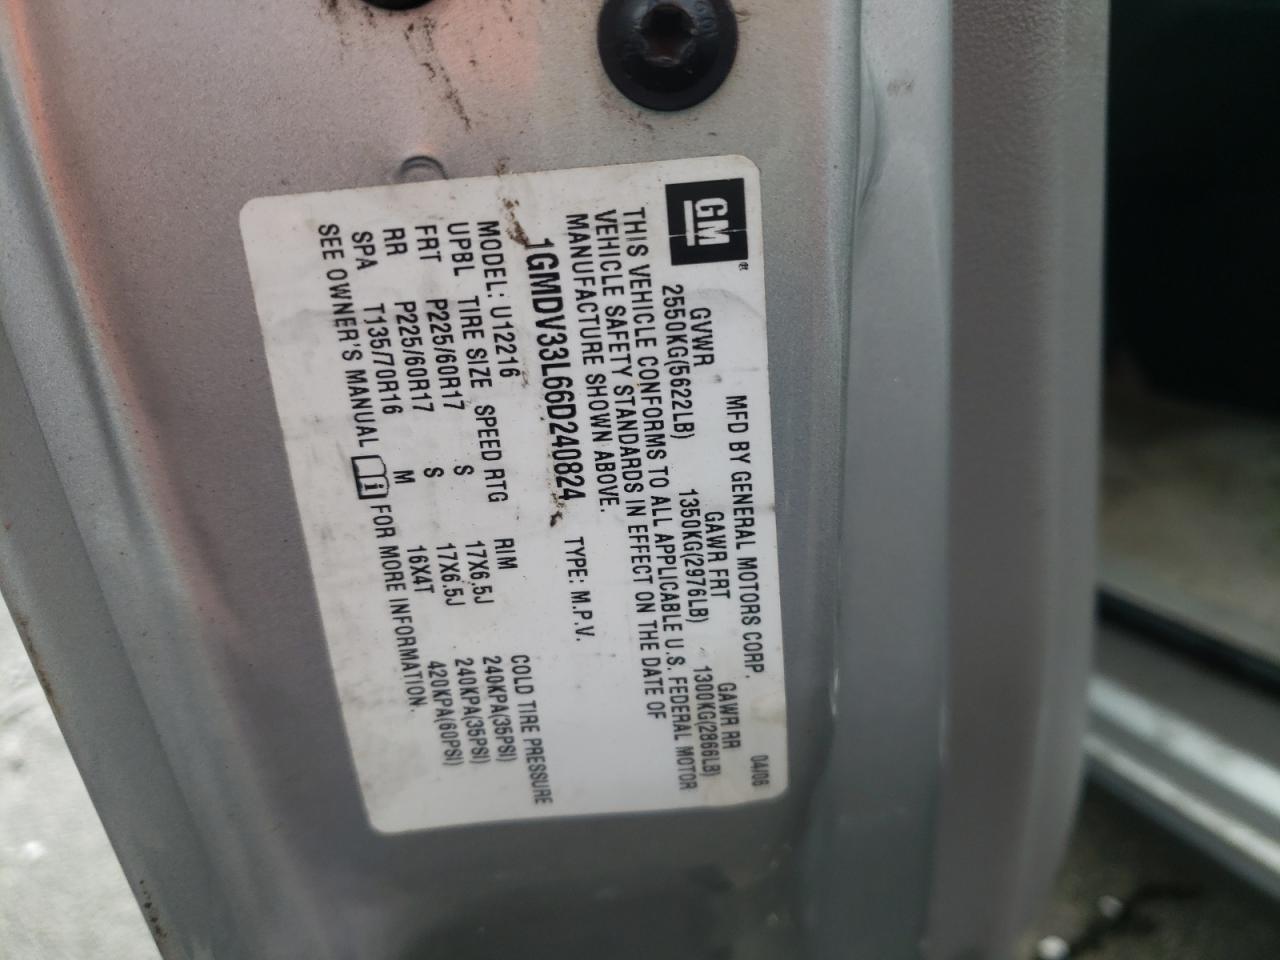 GM
MFD BY GENERAL MOTORS CORP. 04/06
GVWR GAWR FRT GAWR RR
2550KG(5622LB) 1350KG(2976LB) 1300KG(2866LB)
THIS VEHICLE CONFORMS TO ALL APPLICABLE U.S. FEDERAL MOTOR
VEHICLE SAFETY STANDARDS IN EFFECT ON THE DATE OF
MANUFACTURE SHOWN ABOVE.
1GMDV33L66D240824 TYPE: M.P.V.
MODEL: U12216
UPBL TIRE SIZE SPEED RTG RIM COLD TIRE PRESSURE
FRT P225/60R17 S 17X6.5J 240KPA(35PSI)
RR P225/60R17 S 17X6.5J 240KPA(35PSI)
SPA T135/70R16 M 16X4T 420KPA(60PSI)
SEE OWNER'S MANUAL i FOR MORE INFORMATION.